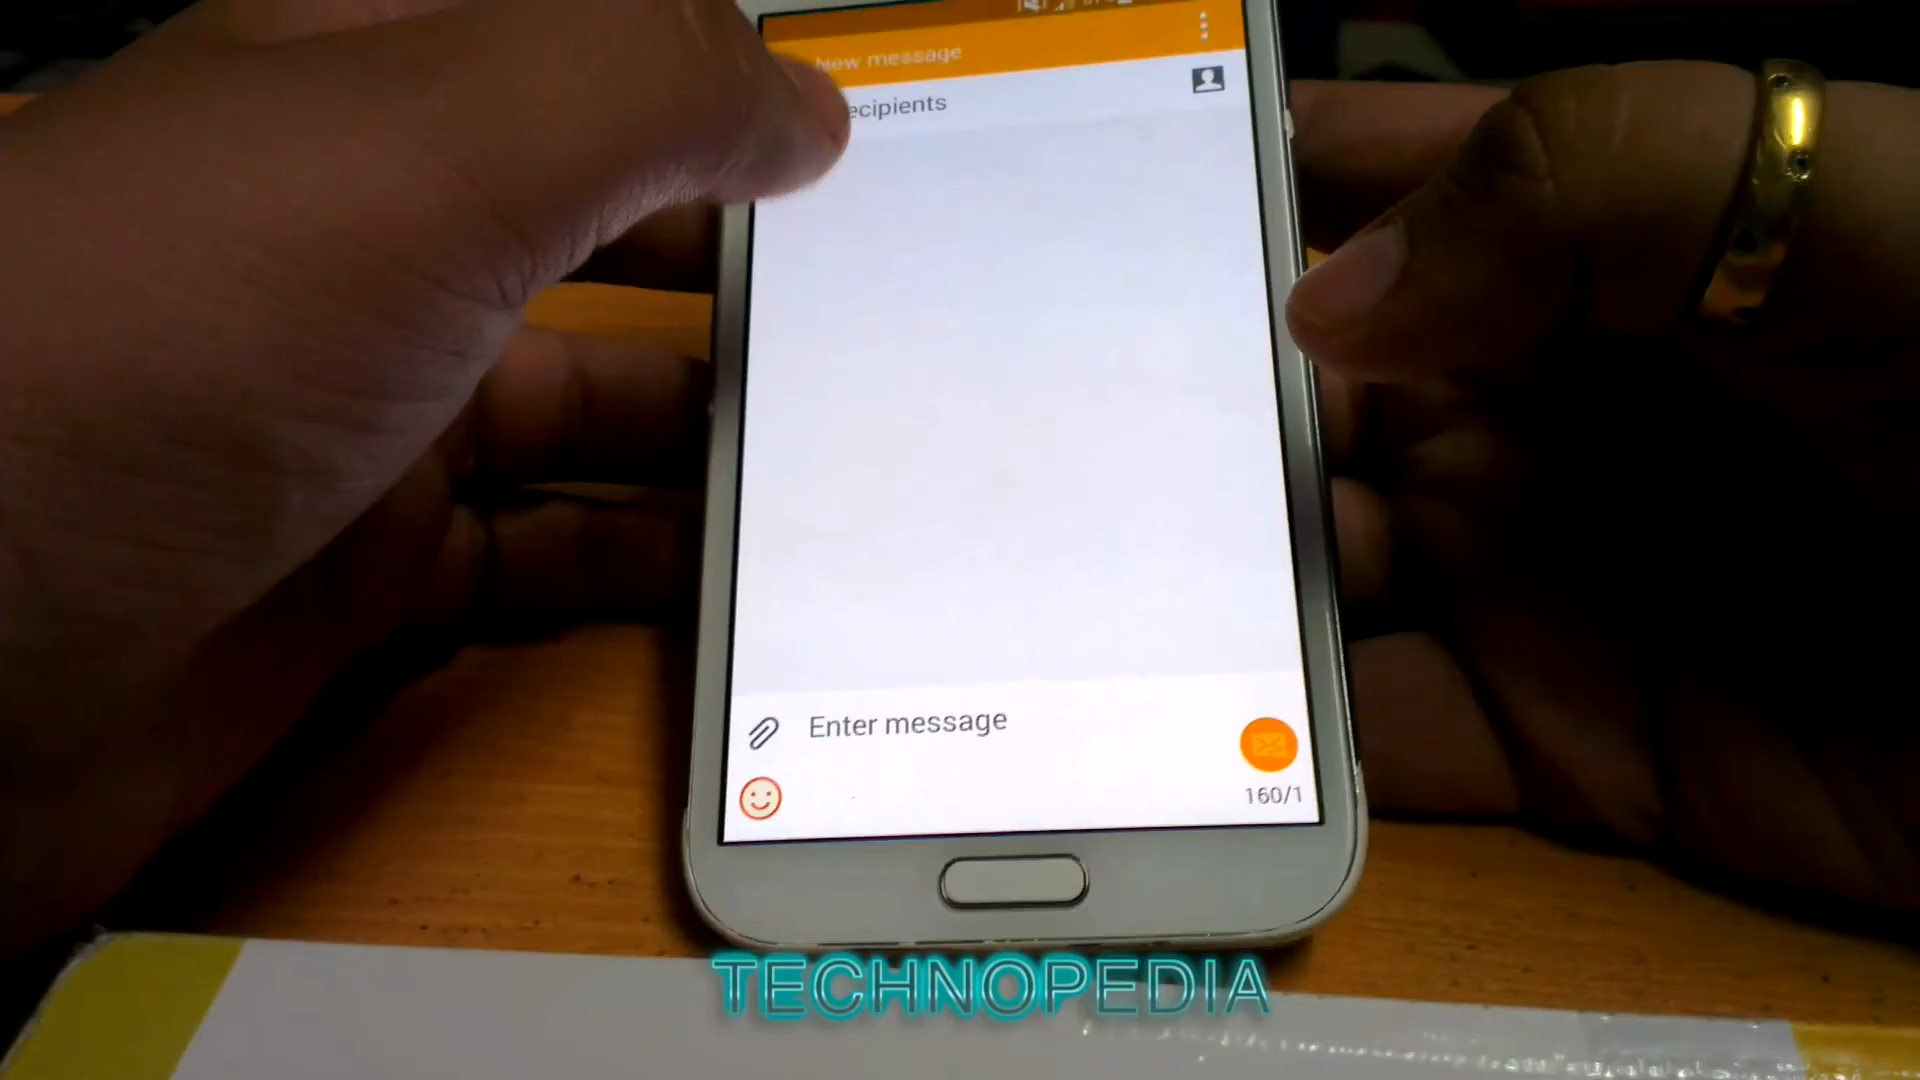 New message
ecipients
Enter message
160/1
TECHNOPEDIA